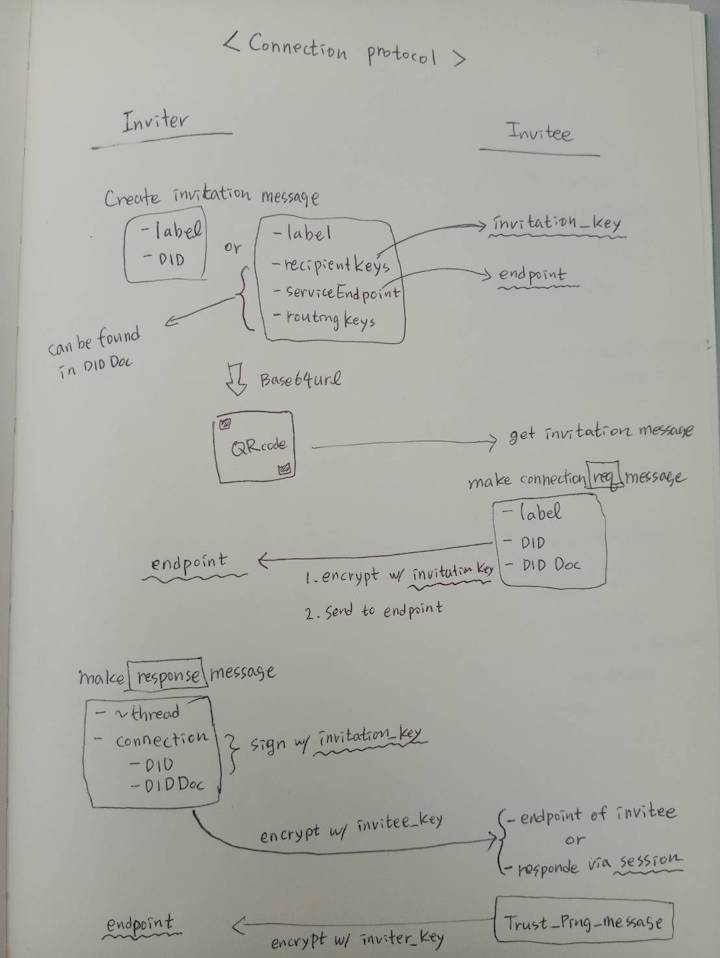 < Connection protocol >
Inviter
Invitee
Create invitation message
- label
- DID
or
- label
- recipientKeys
- serviceEndpoint
- routingKeys
invitation_key
endpoint
can be found
in DID Doc
Base64url
QRcode
get invitation message
make connection req message
- label
- DID
- DID Doc
endpoint
1. encrypt w/ invitation key
2. Send to endpoint
make response message
- ~thread
- connection
- DID
- DIDDoc
sign w/ invitation_key
encrypt w/ invitee_key
- endpoint of invitee
or
- responde via session
endpoint
encrypt w/ inviter_key
Trust_Ping_message